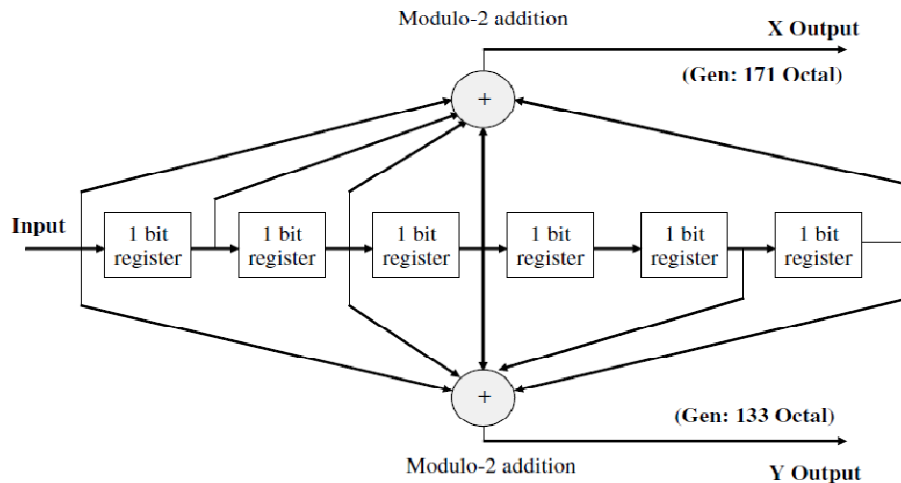 Modulo-2 addition
X Output
(Gen: 171 Octal)
+
Input
1 bit
register
1 bit
register
1 bit
register
1 bit
register
1 bit
register
1 bit
register
+
(Gen: 133 Octal)
Modulo-2 addition
Y Output